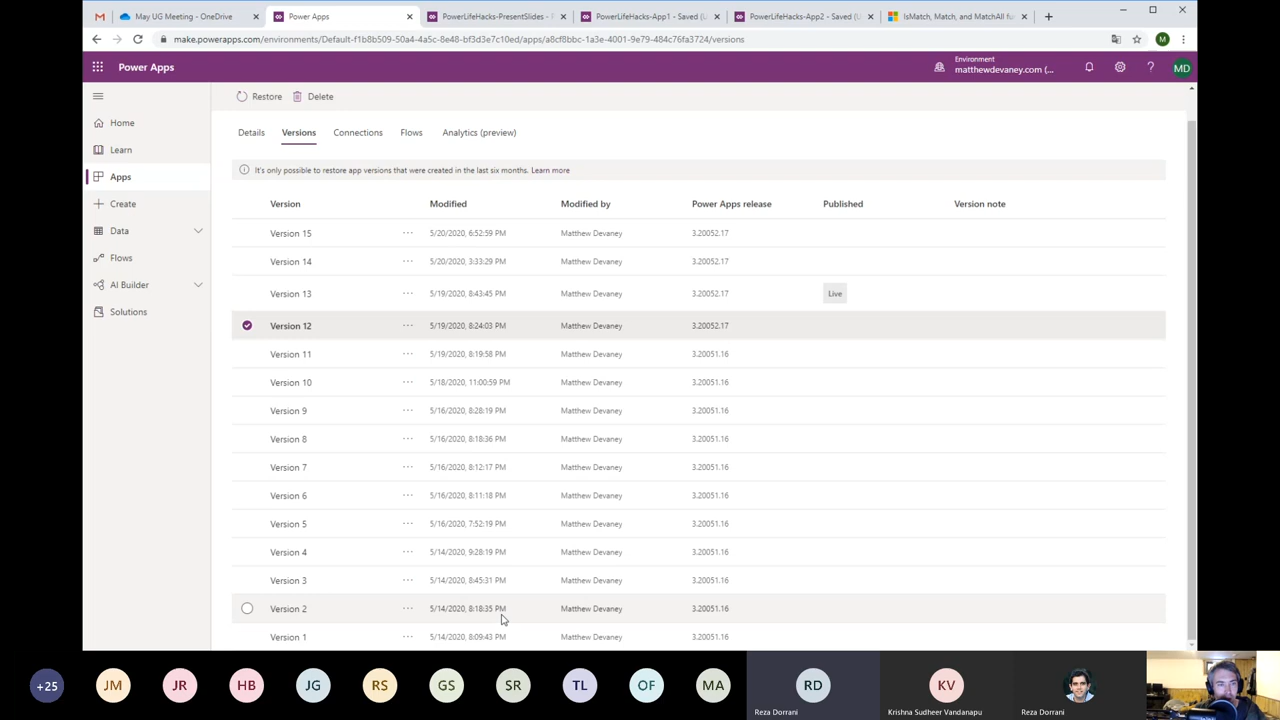 May UG Meeting - OneDrive
Power Apps
PowerLifeHacks-PresentSlides - P
PowerLifeHacks-App1 - Saved (U
PowerLifeHacks-App2 - Saved (U
IsMatch, Match, and MatchAll fu
make.powerapps.com/environments/Default-f1b8b509-50a4-4a5c-8e48-bf3d3e7c10ed/apps/a8cf8bbc-1a3e-4001-9e79-484c76fa3724/versions
M
Power Apps
Environment
matthewdevaney.com (...
MD
Restore
Delete
Home
Learn
Apps
Create
Data
Flows
AI Builder
Solutions
Details
Versions
Connections
Flows
Analytics (preview)
It's only possible to restore app versions that were created in the last six months. Learn more
Version Modified Modified by Power Apps release Published Version note
Version 15 ··· 5/20/2020, 6:52:59 PM Matthew Devaney 3.20052.17
Version 14 ··· 5/20/2020, 3:33:29 PM Matthew Devaney 3.20052.17
Version 13 ··· 5/19/2020, 8:43:45 PM Matthew Devaney 3.20052.17 Live
Version 12 ··· 5/19/2020, 8:24:03 PM Matthew Devaney 3.20052.17
Version 11 ··· 5/19/2020, 8:19:58 PM Matthew Devaney 3.20051.16
Version 10 ··· 5/18/2020, 11:00:59 PM Matthew Devaney 3.20051.16
Version 9 ··· 5/16/2020, 8:28:19 PM Matthew Devaney 3.20051.16
Version 8 ··· 5/16/2020, 8:18:36 PM Matthew Devaney 3.20051.16
Version 7 ··· 5/16/2020, 8:12:17 PM Matthew Devaney 3.20051.16
Version 6 ··· 5/16/2020, 8:11:18 PM Matthew Devaney 3.20051.16
Version 5 ··· 5/16/2020, 7:52:19 PM Matthew Devaney 3.20051.16
Version 4 ··· 5/14/2020, 9:28:19 PM Matthew Devaney 3.20051.16
Version 3 ··· 5/14/2020, 8:45:31 PM Matthew Devaney 3.20051.16
Version 2 ··· 5/14/2020, 8:18:35 PM Matthew Devaney 3.20051.16
Version 1 ··· 5/14/2020, 8:09:43 PM Matthew Devaney 3.20051.16
+25 JM JR HB JG RS GS SR TL OF MA RD KV
Reza Dorrani
Krishna Sudheer Vandanapu
Reza Dorrani